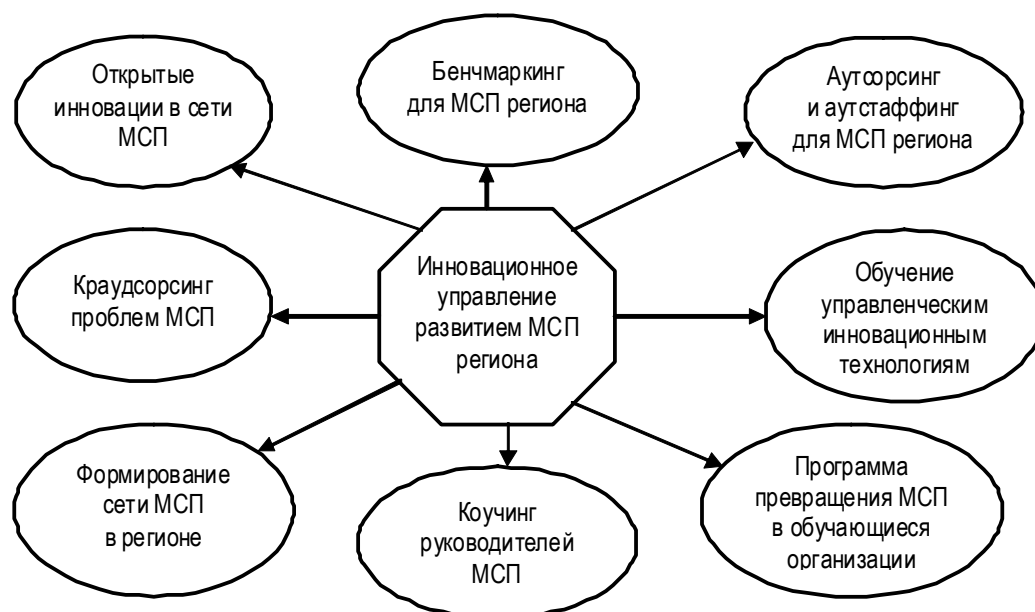 Открытые
инновации в сети
МСП
Бенчмаркинг
для МСП региона
Аутсорсинг
и аутстаффинг
для МСП региона
Краудсорсинг
проблем МСП
Инновационное
управление
развитием МСП
региона
Обучение
управленческим
инновационным
технологиям
Формирование
сети МСП
в регионе
Коучинг
руководителей
МСП
Программа
превращения МСП
в обучающиеся
организации